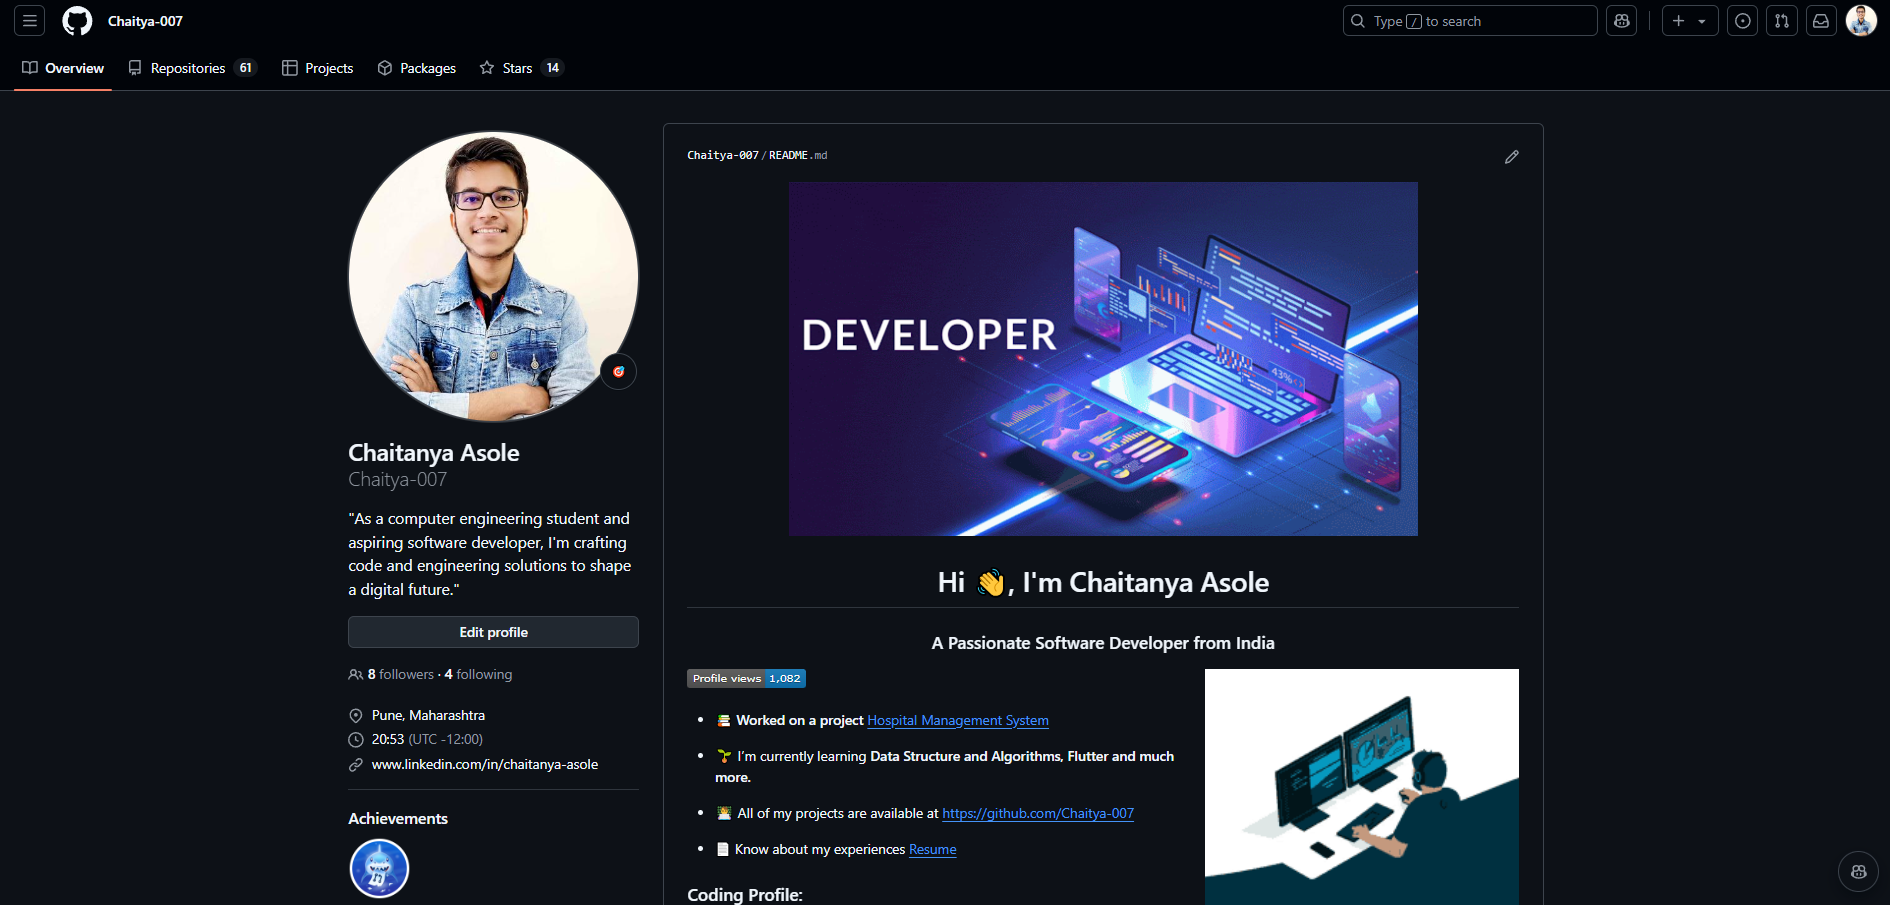 Chaitya-007
Type / to search
Overview
Repositories 61
Projects
Packages
Stars 14
Chaitanya Asole
Chaitya-007
"As a computer engineering student and
aspiring software developer, I'm crafting
code and engineering solutions to shape
a digital future."
Edit profile
8 followers · 4 following
Pune, Maharashtra
20:53 (UTC -12:00)
www.linkedin.com/in/chaitanya-asole
Achievements
Chaitya-007/README.md
DEVELOPER
43%
Hi 👋, I'm Chaitanya Asole
A Passionate Software Developer from India
Profile views 1,082
Worked on a project Hospital Management System
I'm currently learning Data Structure and Algorithms, Flutter and much
more.
All of my projects are available at https://github.com/Chaitya-007
Know about my experiences Resume
Coding Profile: